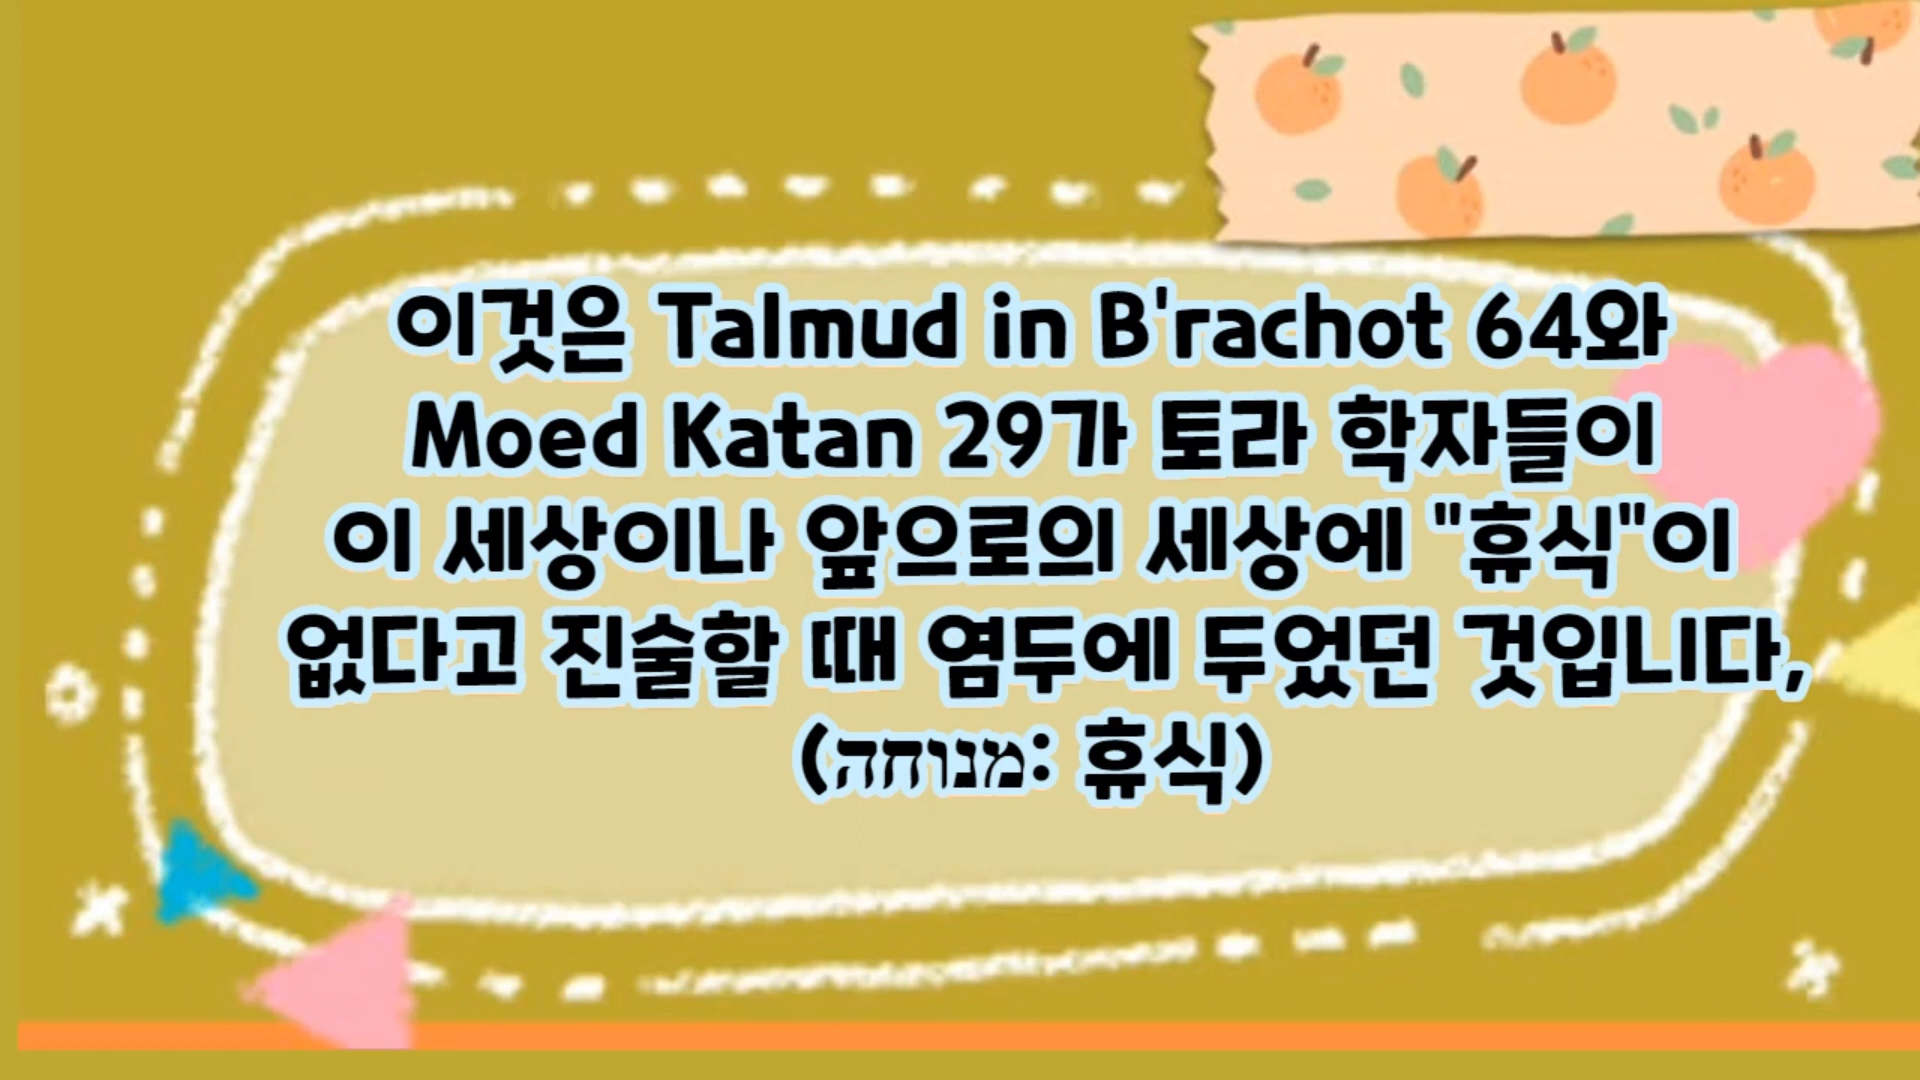 이것은 Talmud in B'rachot 64와
Moed Katan 29가 토라 학자들이
이 세상이나 앞으로의 세상에 "휴식"이
없다고 진술할 때 염두에 두었던 것입니다,
(מנוחה: 휴식)